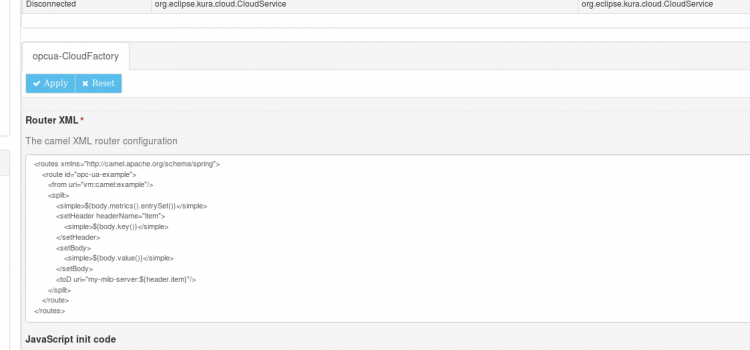 Disconnected org.eclipse.kura.cloud.CloudService org.eclipse.kura.cloud.CloudService
opcua-CloudFactory
Apply Reset
Router XML*
The camel XML router configuration
<routes xmlns="http://camel.apache.org/schema/spring">
<route id="opc-ua-example">
<from uri="vm:camel:example"/>
<split>
<simple>${body.metrics().entrySet()}</simple>
<setHeader headerName="item">
<simple>${body.key()}</simple>
</setHeader>
<setBody>
<simple>${body.value()}</simple>
</setBody>
<toD uri="my-milo-server:${header.item}"/>
</split>
</route>
</routes>
JavaScript init code